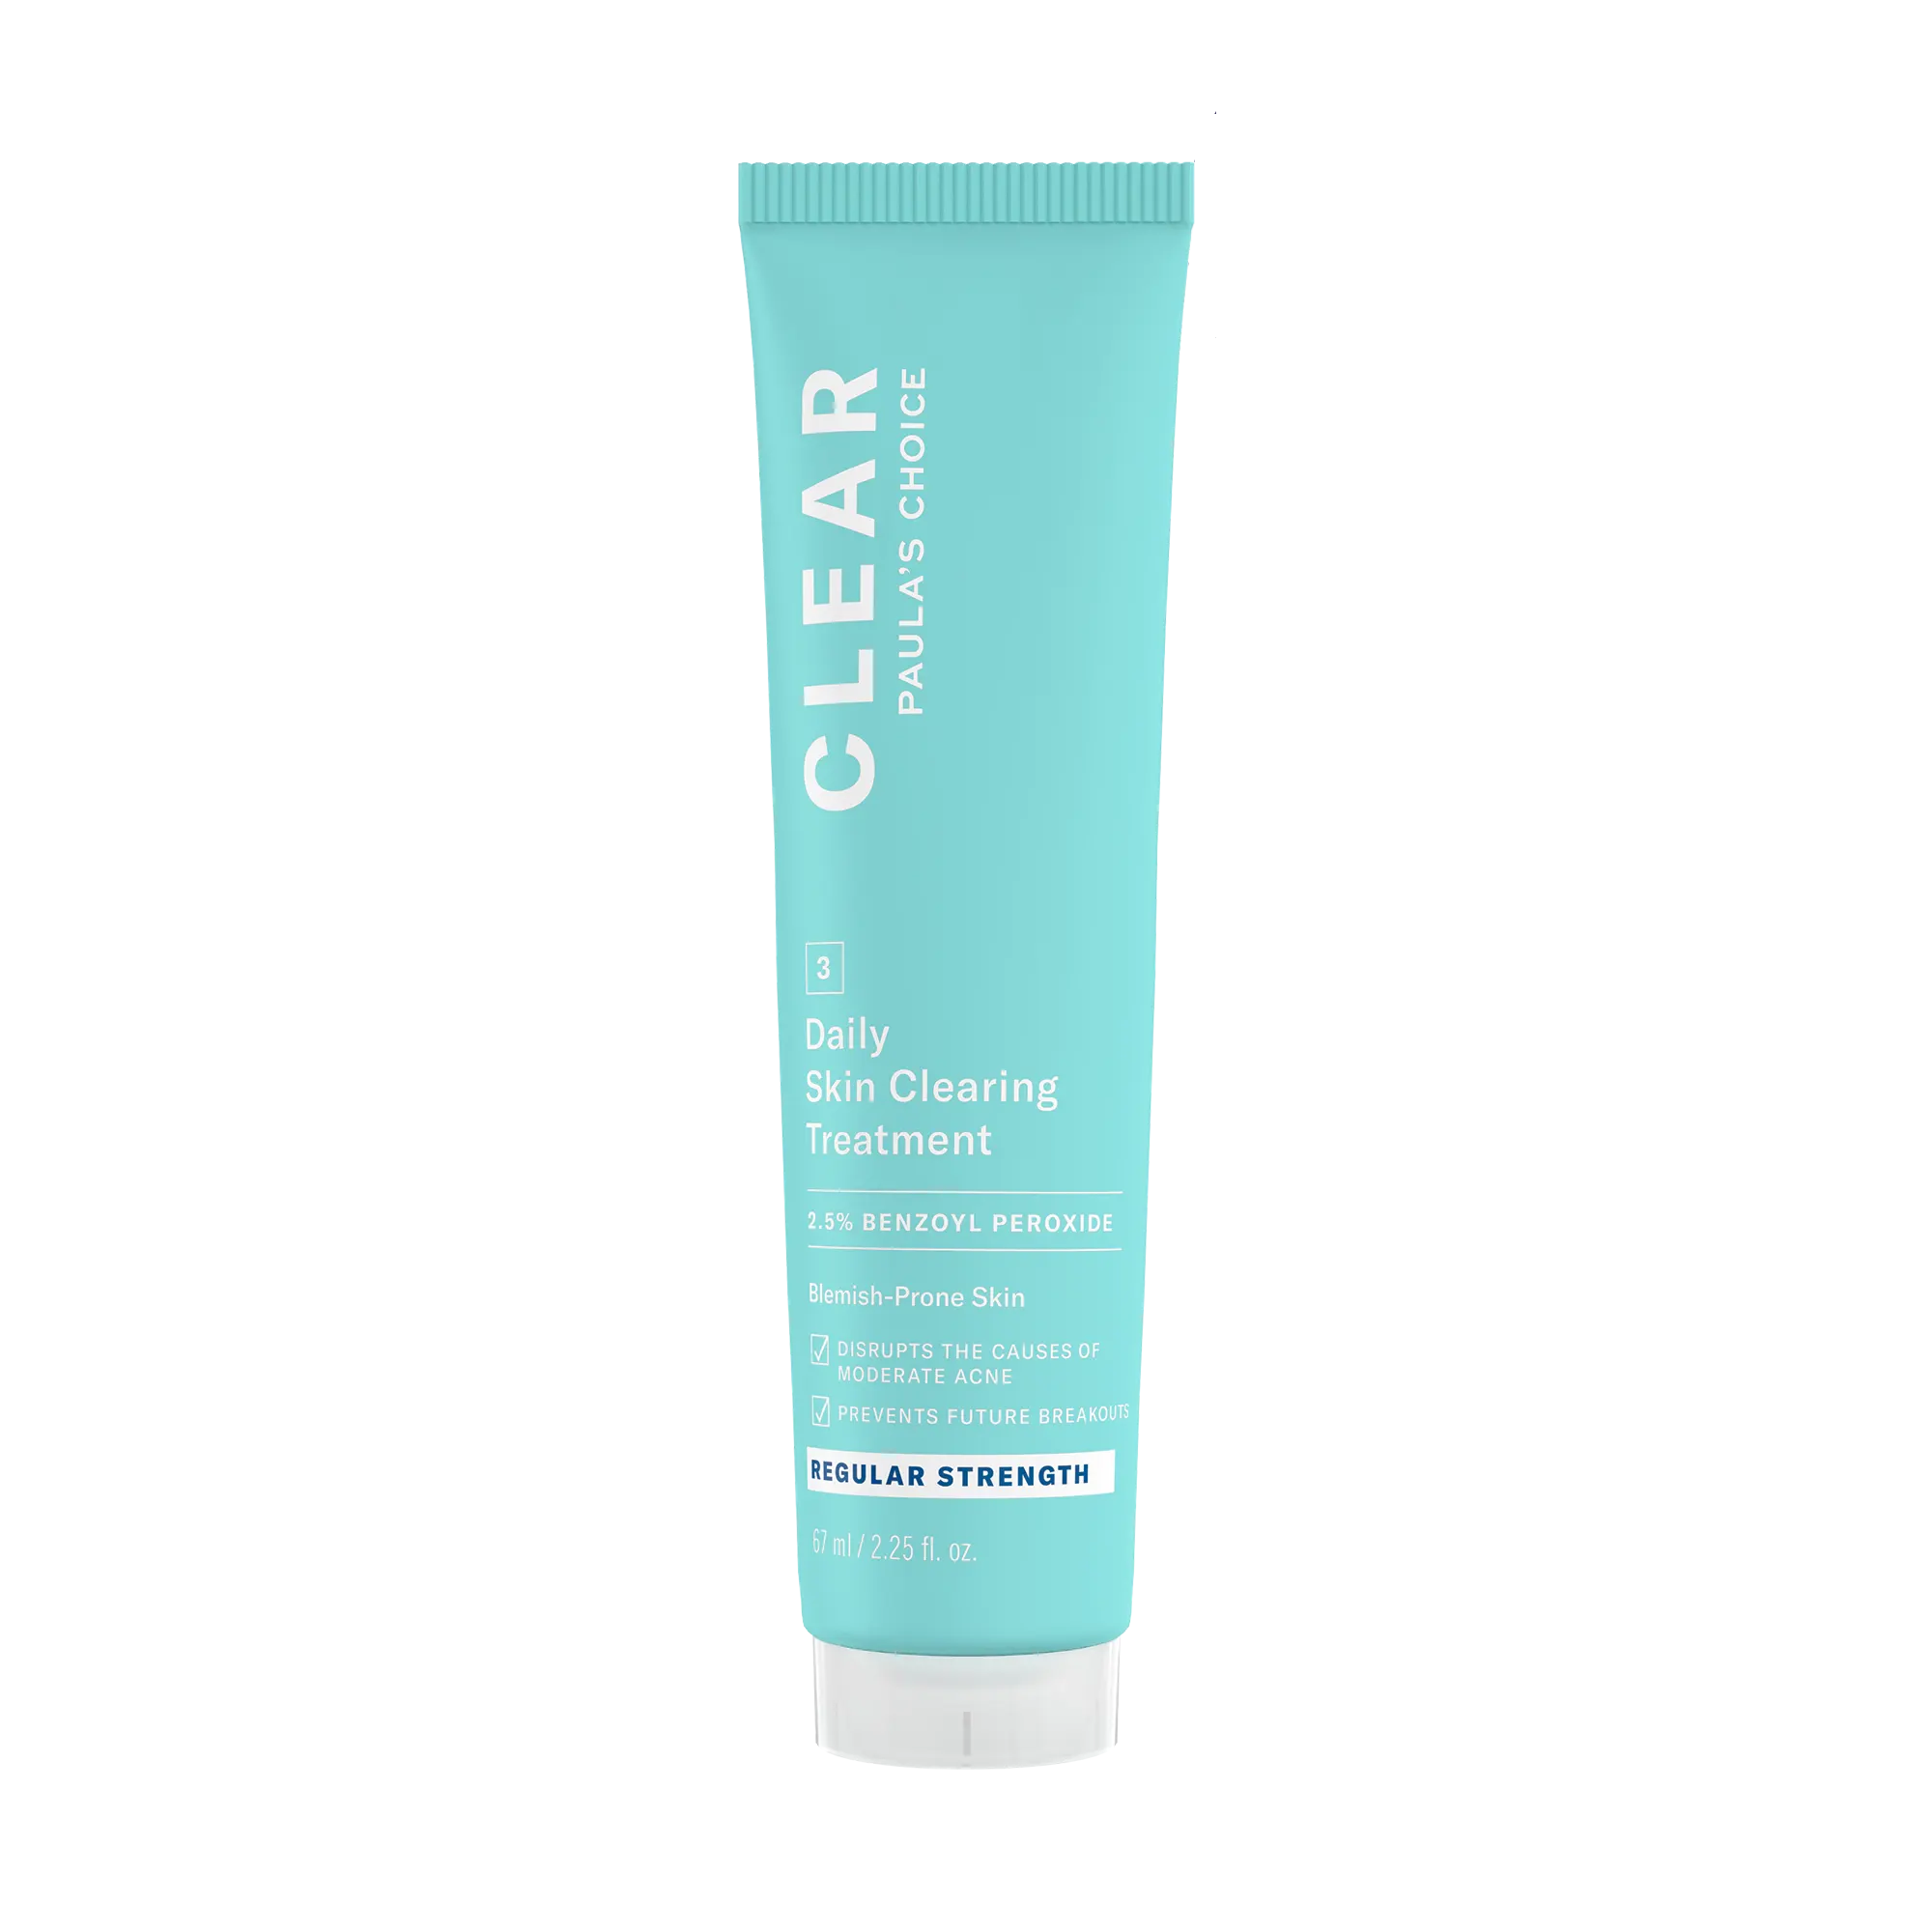 CLEAR
PAULA'S CHOICE
3
Daily
Skin Clearing
Treatment
2.5% BENZOYL PEROXIDE
Blemish-Prone Skin
DISRUPTS THE CAUSES OF
MODERATE ACNE
PREVENTS FUTURE BREAKOUTS
REGULAR STRENGTH
67 ml / 2.25 fl. oz.